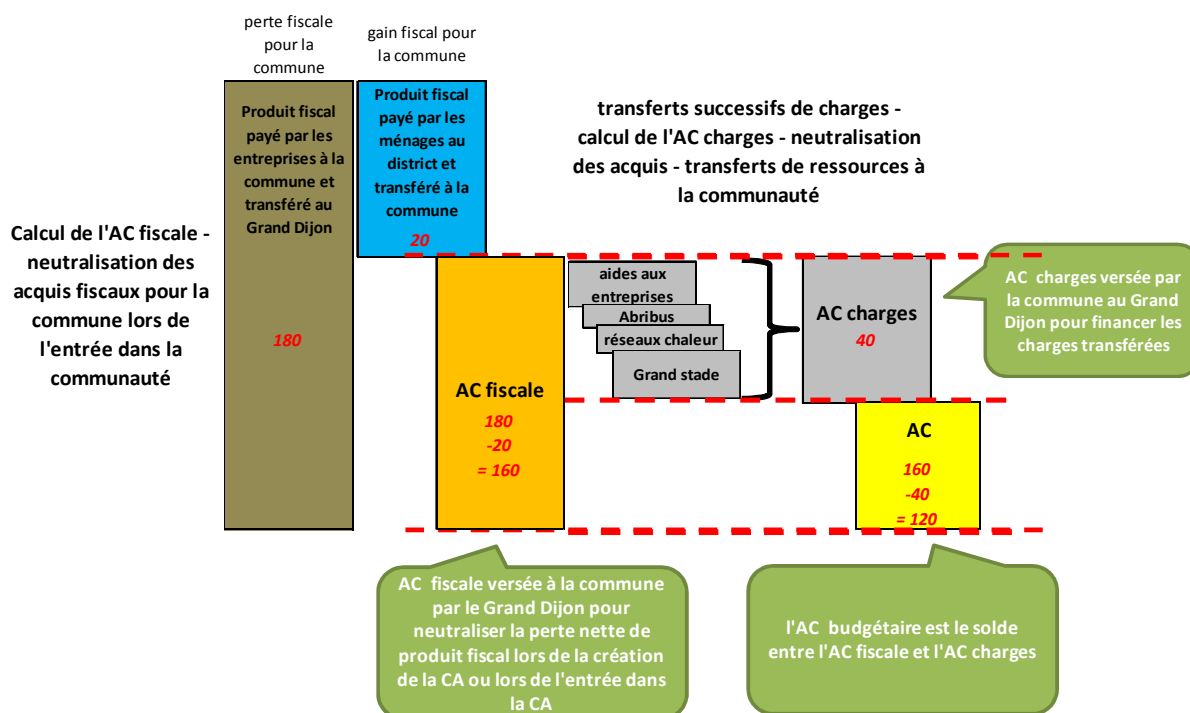 perte fiscale
pour la
commune
gain fiscal pour
la commune
Produit fiscal
payé par les
entreprises à la
commune et
transféré au
Grand Dijon
180
Produit fiscal
payé par les
ménages au
district et
transféré à la
commune
20
transferts successifs de charges -
calcul de l'AC charges - neutralisation
des acquis - transferts de ressources à
la communauté
Calcul de l'AC fiscale -
neutralisation des
acquis fiscaux pour la
commune lors de
l'entrée dans la
communauté
AC fiscale
180
-20
= 160
aides aux
entreprises
Abribus
réseaux chaleur
Grand stade
AC charges
40
AC charges versée par
la commune au Grand
Dijon pour financer les
charges transférées
AC
160
-40
= 120
AC fiscale versée à la commune
par le Grand Dijon pour
neutraliser la perte nette de
produit fiscal lors de la création
de la CA ou lors de l'entrée dans
la CA
l'AC budgétaire est le solde
entre l'AC fiscale et l'AC charges